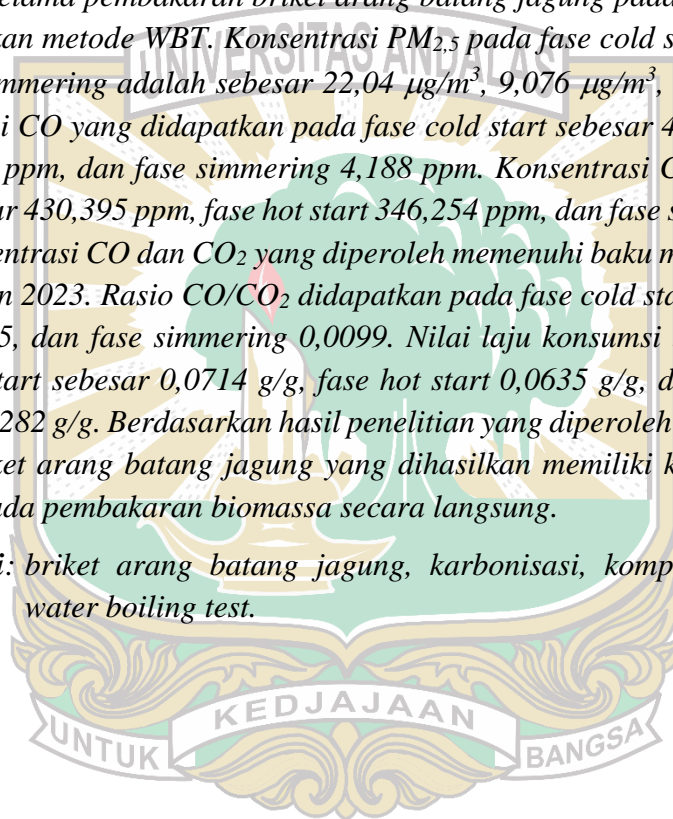 selama pembakaran briket arang batang jagung pada
kan metode WBT. Konsentrasi PM2,5 pada fase cold s
mmering adalah sebesar 22,04 µg/m3, 9,076 µg/m3,
i CO yang didapatkan pada fase cold start sebesar 4
ppm, dan fase simmering 4,188 ppm. Konsentrasi C
ar 430,395 ppm, fase hot start 346,254 ppm, dan fase s
entrasi CO dan CO2 yang diperoleh memenuhi baku m
n 2023. Rasio CO/CO2 didapatkan pada fase cold sta
5, dan fase simmering 0,0099. Nilai laju konsumsi
tart sebesar 0,0714 g/g, fase hot start 0,0635 g/g, d
282 g/g. Berdasarkan hasil penelitian yang diperoleh
ket arang batang jagung yang dihasilkan memiliki k
ada pembakaran biomassa secara langsung.
i: briket arang batang jagung, karbonisasi, komp
water boiling test.
UNIVERSITAS ANDALAS
UNTUK KEDJAJAAN BANGSA